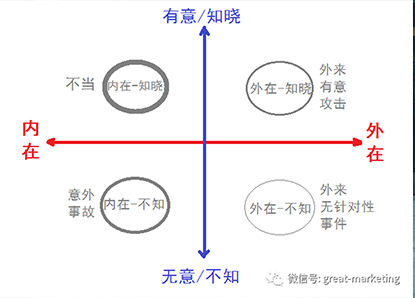 有意/知晓
不当
内在-知晓
外在-知晓
外来
有意
攻击
内
在
外
在
意外
事故
内在-不知
外在-不知
外来
无针对性
事件
无意/不知
微信号: great-marketing